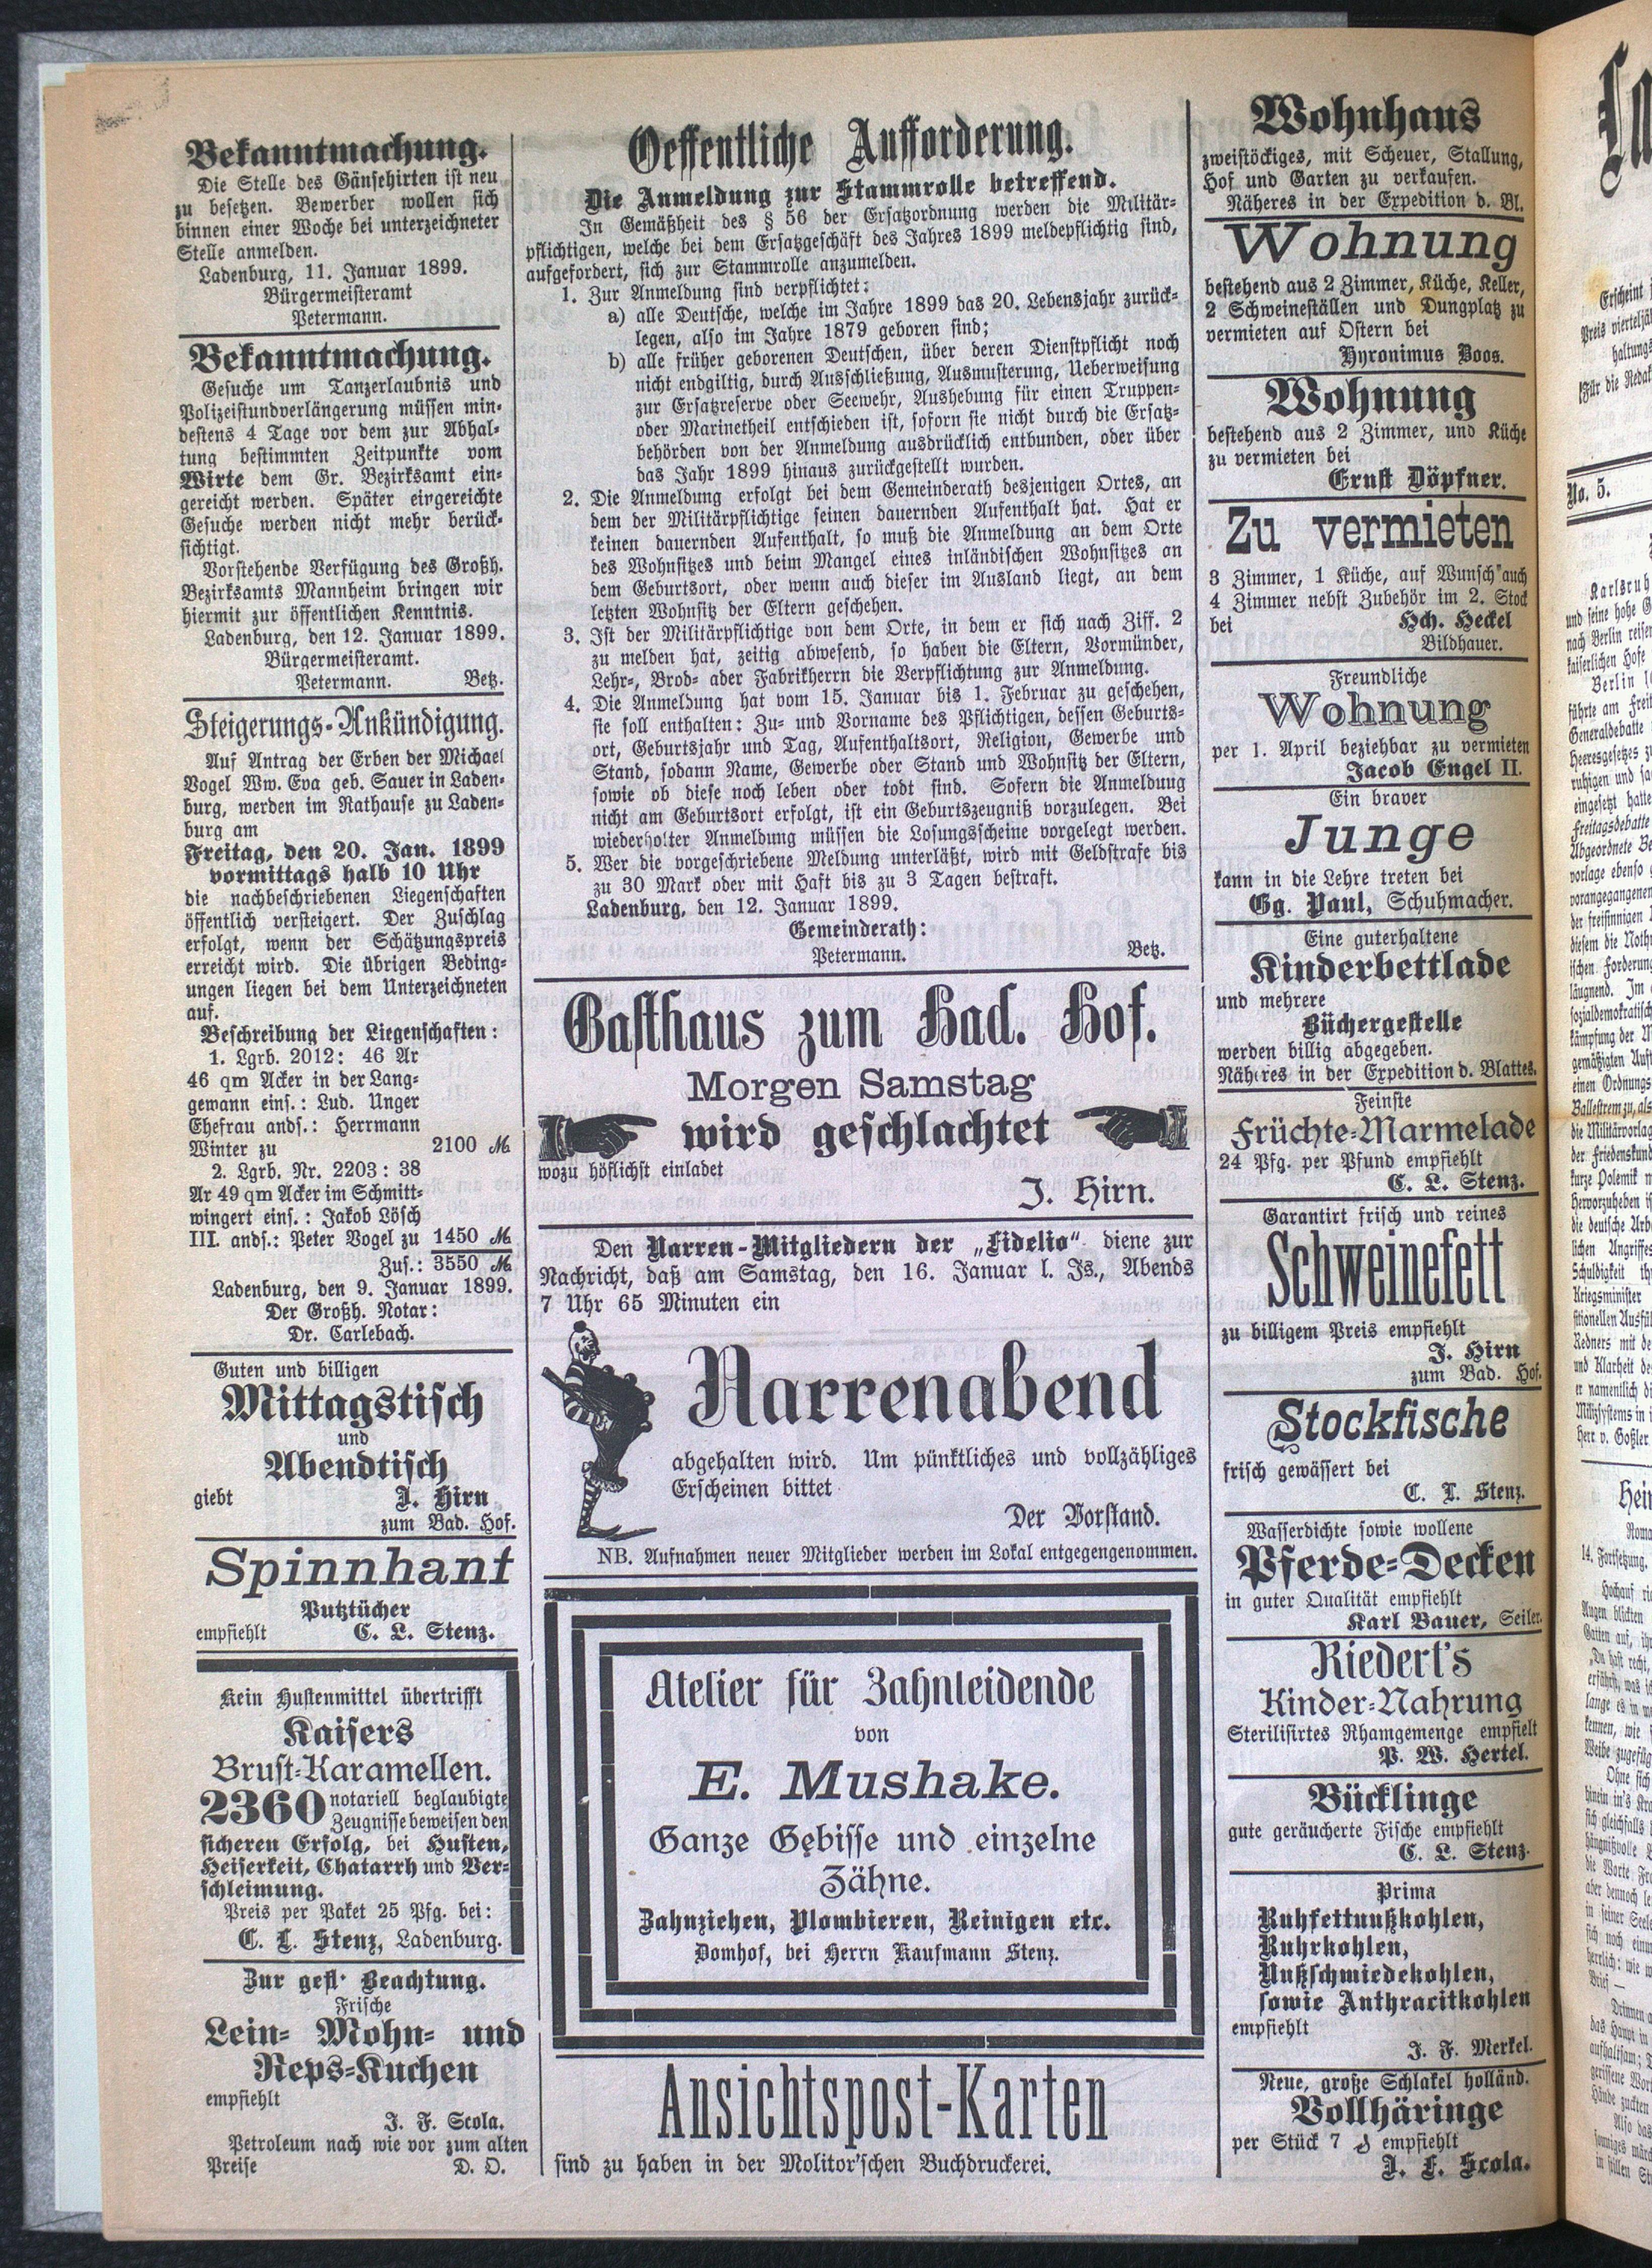 Bekanntmachung.
Die Stelle des Gänsehirten ist neu
zu besetzen. Bewerber wollen sich
binnen einer Woche bei unterzeichneter
Stelle anmelden.
Ladenburg, 11. Januar 1899.
Bürgermeisteramt
Petermann.
Bekanntmachung.
Gesuche um Tanzerlaubnis und
Polizeistundverlängerung müssen min-
destens 4 Tage vor dem zur Abhal-
tung bestimmten Zeitpunkte vom
Wirte dem Gr. Bezirksamt ein-
gereicht werden. Später eingereichte
Gesuche werden nicht mehr berück-
sichtigt.
Vorstehende Verfügung des Großh.
Bezirksamts Mannheim bringen wir
hiermit zur öffentlichen Kenntnis.
Ladenburg, den 12. Januar 1899.
Bürgermeisteramt.
Petermann. Betz.
Steigerungs-Ankündigung.
Auf Antrag der Erben der Michael
Vogel Ww. Eva geb. Sauer in Laden-
burg, werden im Rathause zu Laden-
burg am
Freitag, den 20. Jan. 1899
vormittags halb 10 Uhr
die nachbeschriebenen Liegenschaften
öffentlich versteigert. Der Zuschlag
erfolgt, wenn der Schätzungspreis
erreicht wird. Die übrigen Beding-
ungen liegen bei dem Unterzeichneten
auf.
Beschreibung der Liegenschaften:
1. Lgrb. 2012: 46 Ar
46 qm Acker in der Lang-
gewann eins.: Lud. Unger
Ehefrau ands.: Herrmann
Winter zu 2100 M.
2. Lgrb. Nr. 2203: 38
Ar 49 qm Acker im Schmitt-
wingert eins.: Jakob Lösch
III. ands.: Peter Vogel zu 1450 M.
Zus.: 3550 M.
Ladenburg, den 9. Januar 1899.
Der Großh. Notar:
Dr. Carlebach.
Guten und billigen
Mittagstisch
und
Abendtisch
giebt J. Hirn
zum Bad. Hof.
Spinnhanf
Putztücher
empfiehlt C. L. Stenz.
Kein Hustenmittel übertrifft
Kaisers
Brust-Karamellen.
2360 notariell beglaubigte
Zeugnisse beweisen den
sicheren Erfolg, bei Husten,
Heiserkeit, Chatarrh und Ver-
schleimung.
Preis per Paket 25 Pfg. bei:
C. L. Stenz, Ladenburg.
Zur gefl. Beachtung.
Frische
Lein- Mohn- und
Reps-Kuchen
empfiehlt
J. F. Scola.
Petroleum nach wie vor zum alten
Preise D. O.
Oeffentliche Aufforderung.
Die Anmeldung zur Stammrolle betreffend.
In Gemäßheit des § 56 der Ersatzordnung werden die Militär-
pflichtigen, welche bei dem Ersatzgeschäft des Jahres 1899 meldepflichtig sind,
aufgefordert, sich zur Stammrolle anzumelden.
1. Zur Anmeldung sind verpflichtet:
a) alle Deutsche, welche im Jahre 1899 das 20. Lebensjahr zurück-
legen, also im Jahre 1879 geboren sind;
b) alle früher geborenen Deutschen, über deren Dienstpflicht noch
nicht endgiltig, durch Ausschließung, Ausmusterung, Ueberweisung
zur Ersatzreserve oder Seewehr, Aushebung für einen Truppen-
oder Marinetheil entschieden ist, sofern sie nicht durch die Ersatz-
behörden von der Anmeldung ausdrücklich entbunden, oder über
das Jahr 1899 hinaus zurückgestellt wurden.
2. Die Anmeldung erfolgt bei dem Gemeinderath desjenigen Ortes, an
dem der Militärpflichtige seinen dauernden Aufenthalt hat. Hat er
keinen dauernden Aufenthalt, so muß die Anmeldung an dem Orte
des Wohnsitzes und beim Mangel eines inländischen Wohnsitzes an
dem Geburtsort, oder wenn auch dieser im Ausland liegt, an dem
letzten Wohnsitz der Eltern geschehen.
3. Ist der Militärpflichtige von dem Orte, in dem er sich nach Ziff. 2
zu melden hat, zeitig abwesend, so haben die Eltern, Vormünder,
Lehr-, Brod- oder Fabrikherrn die Verpflichtung zur Anmeldung.
4. Die Anmeldung hat vom 15. Januar bis 1. Februar zu geschehen,
sie soll enthalten: Zu- und Vorname des Pflichtigen, dessen Geburts-
ort, Geburtsjahr und Tag, Aufenthaltsort, Religion, Gewerbe und
Stand, sodann Name, Gewerbe oder Stand und Wohnsitz der Eltern,
sowie ob diese noch leben oder todt sind. Sofern die Anmeldung
nicht am Geburtsort erfolgt, ist ein Geburtszeugniß vorzulegen. Bei
wiederholter Anmeldung müssen die Losungsscheine vorgelegt werden.
5. Wer die vorgeschriebene Meldung unterläßt, wird mit Geldstrafe bis
zu 30 Mark oder mit Haft bis zu 3 Tagen bestraft.
Ladenburg, den 12. Januar 1899.
Gemeinderath:
Petermann. Betz.
Gasthaus zum Bad. Hof.
Morgen Samstag
wird geschlachtet
wozu höflichst einladet
J. Hirn.
Den Narren-Mitgliedern der „Fidelio“ diene zur
Nachricht, daß am Samstag, den 16. Januar l. Js., Abends
7 Uhr 65 Minuten ein
Narrenabend
abgehalten wird. Um pünktliches und vollzähliges
Erscheinen bittet
Der Vorstand.
NB. Aufnahmen neuer Mitglieder werden im Lokal entgegengenommen.
Atelier für Zahnleidende
von
E. Mushake.
Ganze Gebisse und einzelne
Zähne.
Zahnziehen, Plombieren, Reinigen etc.
Domhof, bei Herrn Kaufmann Stenz.
Ansichtspost-Karten
sind zu haben in der Molitor'schen Buchdruckerei.
Wohnhaus
zweistöckiges, mit Scheuer, Stallung,
Hof und Garten zu verkaufen.
Näheres in der Expedition d. Bl.
Wohnung
bestehend aus 2 Zimmer, Küche, Keller,
2 Schweineställen und Dungplatz zu
vermieten auf Ostern bei
Hyronimus Boos.
Wohnung
bestehend aus 2 Zimmer, und Küche
zu vermieten bei
Ernst Döpfner.
Zu vermieten
3 Zimmer, 1 Küche, auf Wunsch auch
4 Zimmer nebst Zubehör im 2. Stock
bei Hch. Heckel
Bildhauer.
Freundliche
Wohnung
per 1. April beziehbar zu vermieten
Jacob Engel II.
Ein braver
Junge
kann in die Lehre treten bei
Gg. Paul, Schuhmacher.
Eine guterhaltene
Kinderbettlade
und mehrere
Büchergestelle
werden billig abgegeben.
Näheres in der Expedition d. Blattes.
Feinste
Früchte-Marmelade
24 Pfg. per Pfund empfiehlt
C. L. Stenz.
Garantirt frisch und reines
Schweinefett
zu billigem Preis empfiehlt
J. Hirn
zum Bad. Hof.
Stockfische
frisch gewässert bei
C. L. Stenz.
Wasserdichte sowie wollene
Pferde-Decken
in guter Qualität empfiehlt
Karl Bauer, Seiler.
Riedert's
Kinder-Nahrung
Sterilisirtes Rhamgemenge empfielt
P. W. Hertel.
Bücklinge
gute geräucherte Fische empfiehlt
C. L. Stenz.
Prima
Ruhrfettnußkohlen,
Ruhrkohlen,
Nußschmiedekohlen,
sowie Anthracitkohlen
empfiehlt
J. F. Merkel.
Neue, große Schlakel holländ.
Vollhäringe
per Stück 7 ₰ empfiehlt
J. F. Scola.
No. 5.